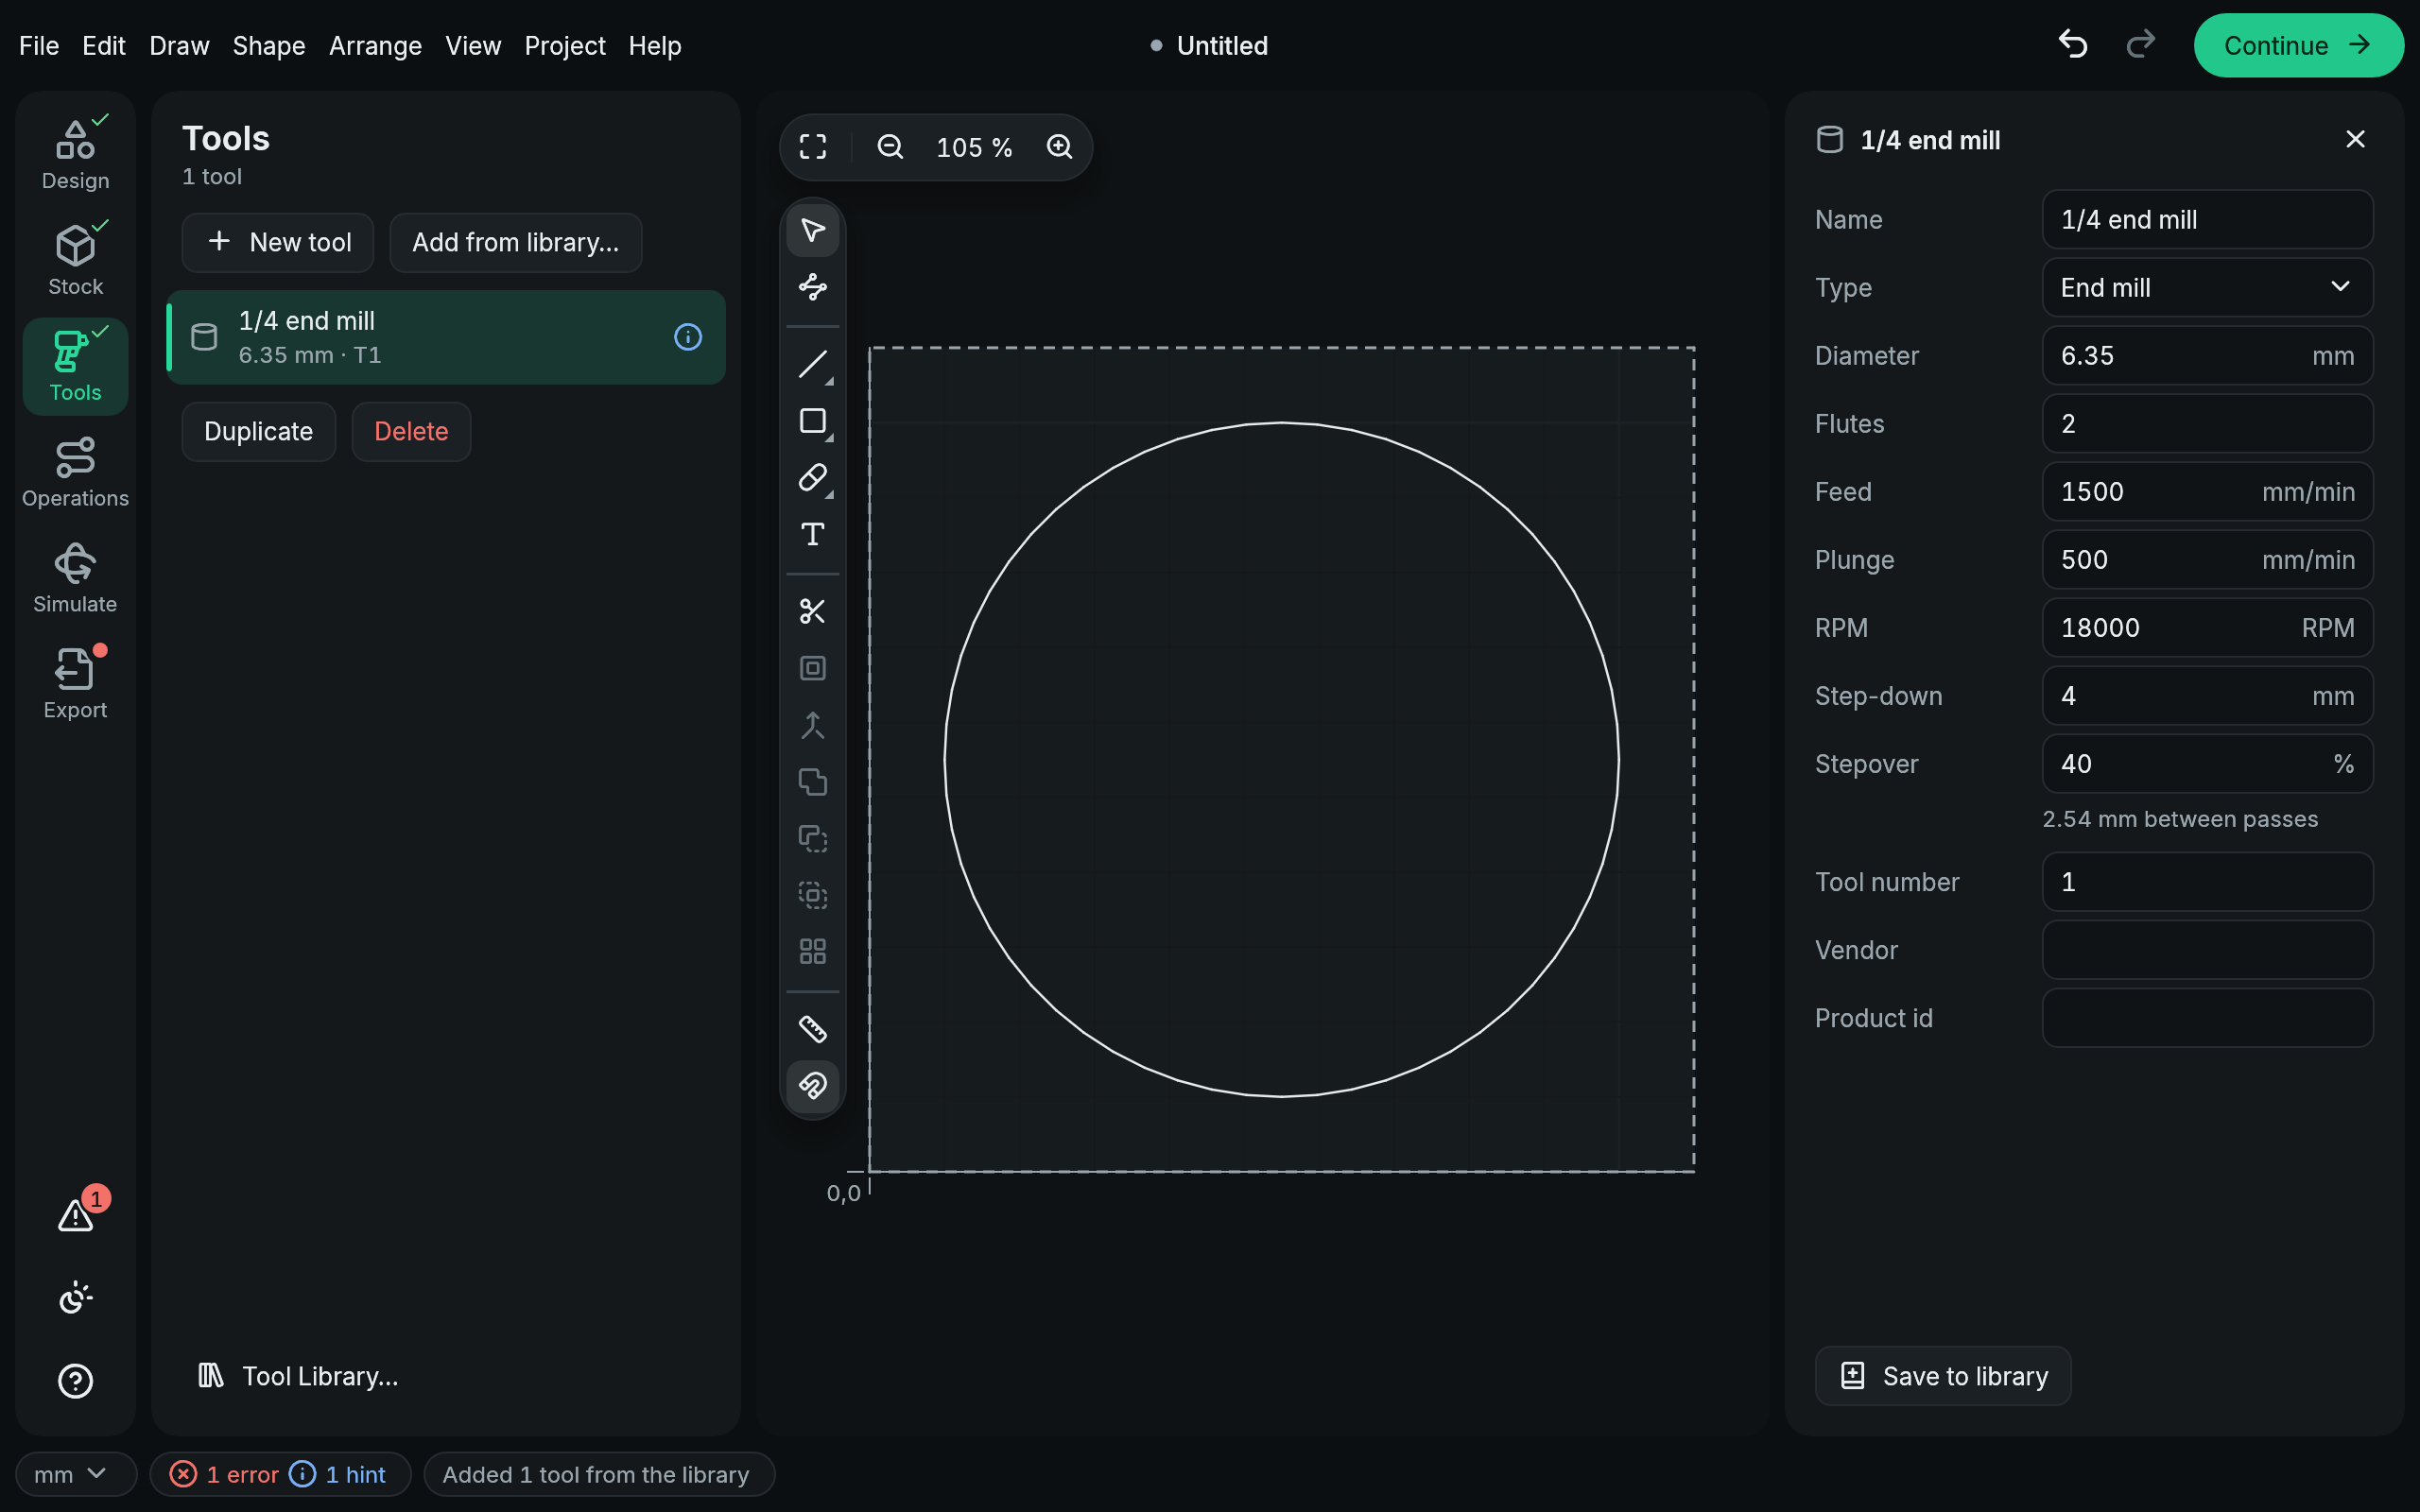 File Edit Draw Shape Arrange View Project Help
Untitled
Continue
Design
Stock
Tools
Operations
Simulate
Export
1
Tools
1 tool
New tool
Add from library...
1/4 end mill
6.35 mm · T1
Duplicate
Delete
Tool Library...
105 %
0,0
1/4 end mill
Name 1/4 end mill
Type End mill
Diameter 6.35 mm
Flutes 2
Feed 1500 mm/min
Plunge 500 mm/min
RPM 18000 RPM
Step-down 4 mm
Stepover 40 %
2.54 mm between passes
Tool number 1
Vendor
Product id
Save to library
mm
1 error 1 hint
Added 1 tool from the library